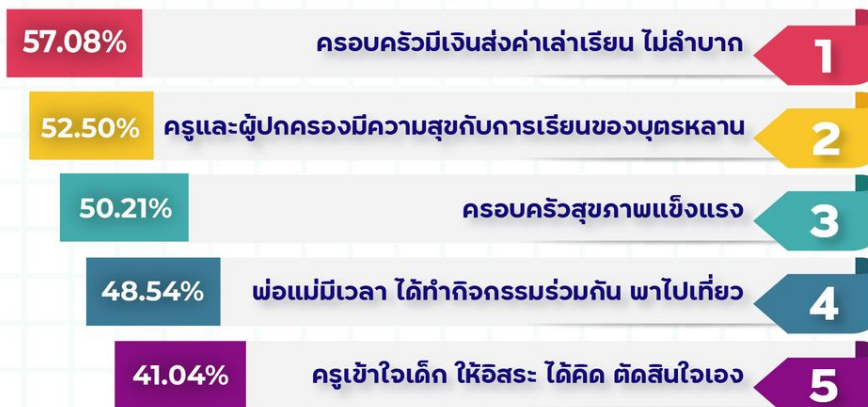 57.08% ครอบครัวมีเงินส่งค่าเล่าเรียน ไม่ลำบาก 1
52.50% ครูและผู้ปกครองมีความสุขกับการเรียนของบุตรหลาน 2
50.21% ครอบครัวสุขภาพแข็งแรง 3
48.54% พ่อแม่มีเวลา ได้ทำกิจกรรมร่วมกัน พาไปเที่ยว 4
41.04% ครูเข้าใจเด็ก ให้อิสระ ได้คิด ตัดสินใจเอง 5